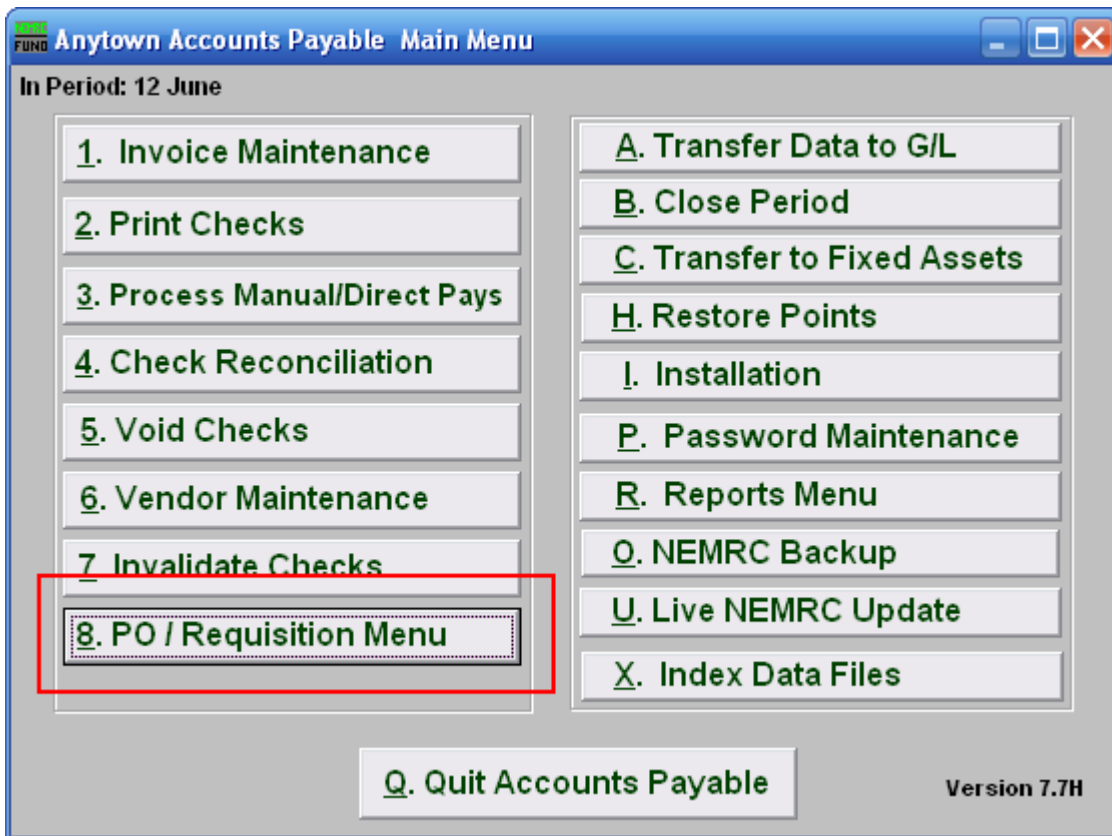 NEMRC
FUND
Anytown Accounts Payable Main Menu
In Period: 12 June
1. Invoice Maintenance
2. Print Checks
3. Process Manual/Direct Pays
4. Check Reconciliation
5. Void Checks
6. Vendor Maintenance
7. Invalidate Checks
8. PO / Requisition Menu
A. Transfer Data to G/L
B. Close Period
C. Transfer to Fixed Assets
H. Restore Points
I. Installation
P. Password Maintenance
R. Reports Menu
O. NEMRC Backup
U. Live NEMRC Update
X. Index Data Files
Q. Quit Accounts Payable
Version 7.7H